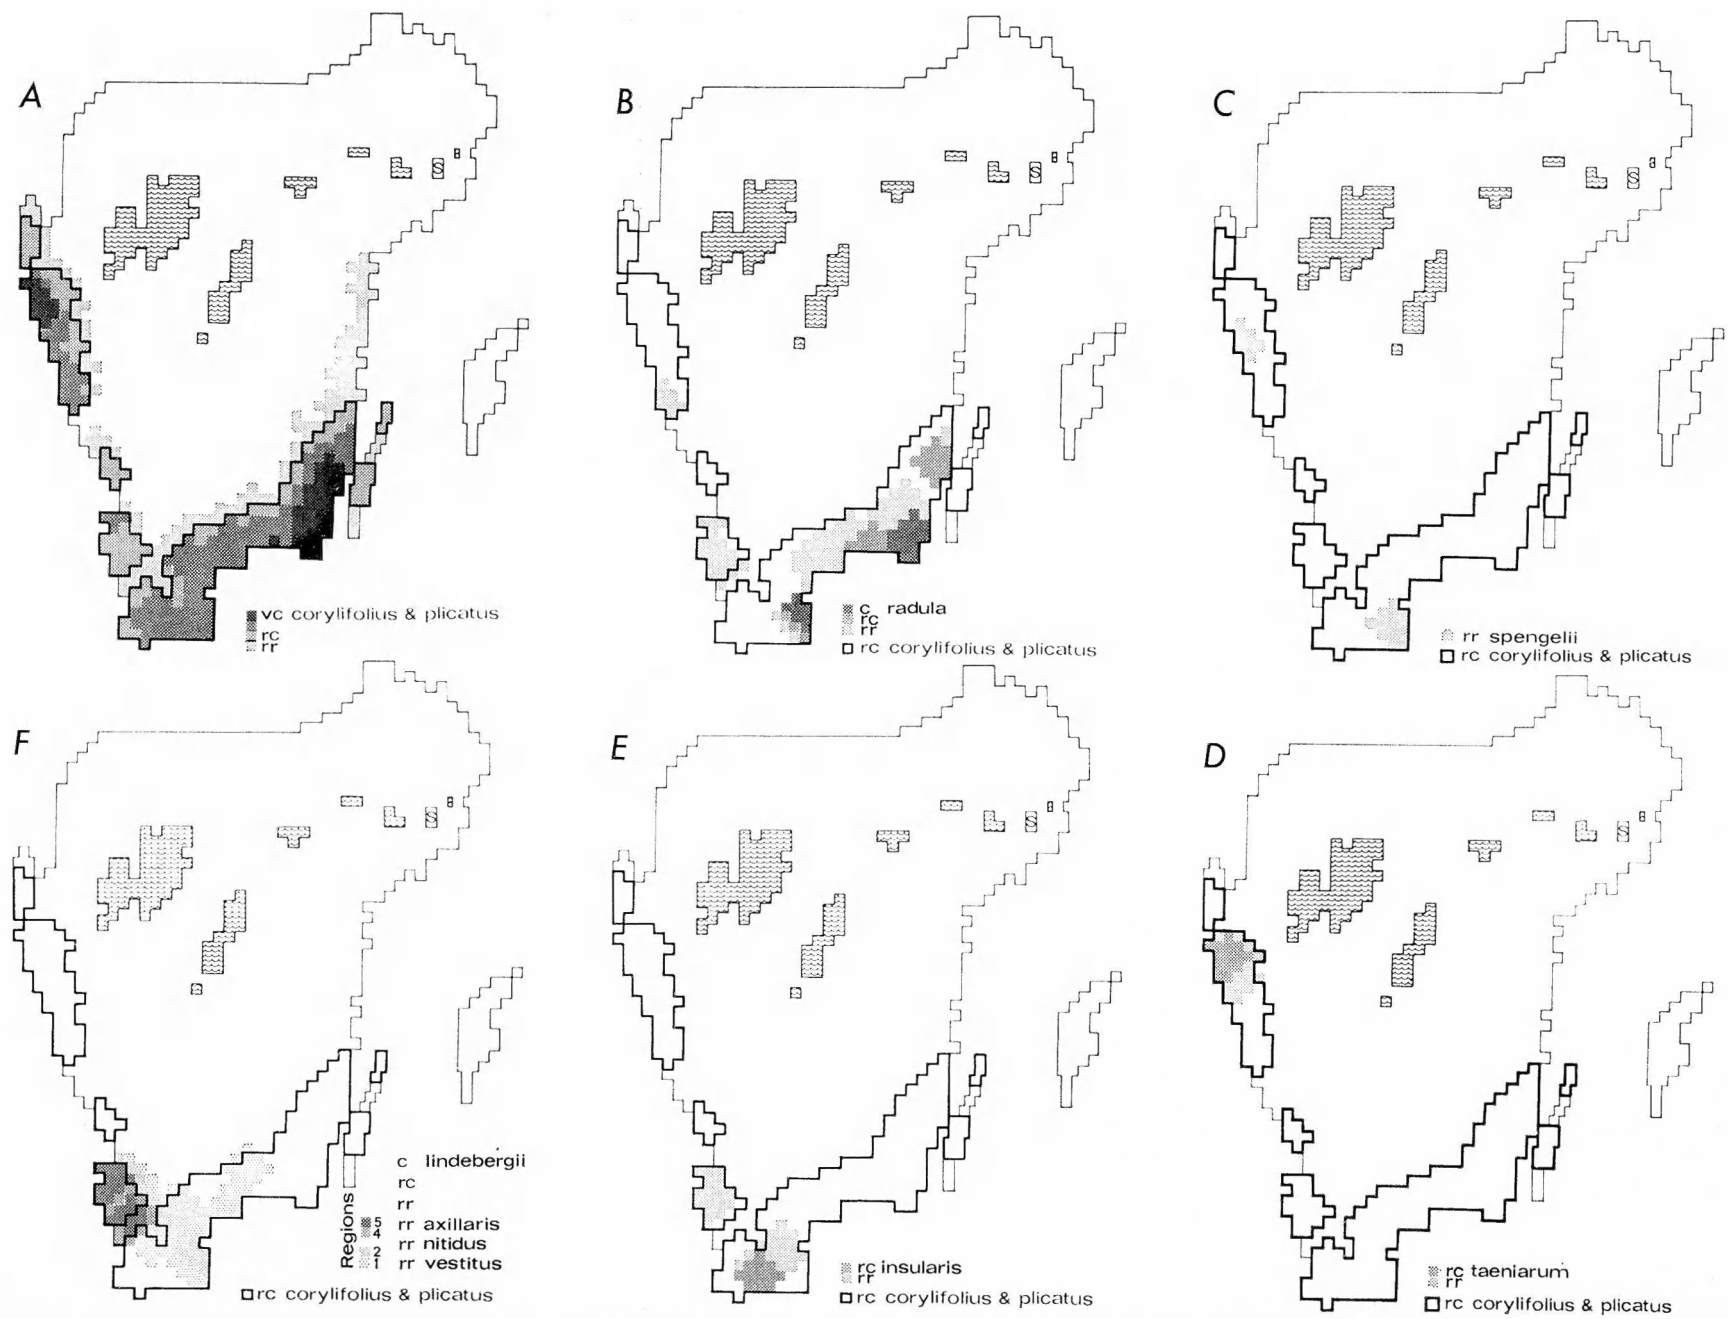 A
S
vc corylifolius & plicatus
rc
rr
B
S
c radula
rc
rr
rc corylifolius & plicatus
C
S
rr spengelii
rc corylifolius & plicatus
F
S
c lindebergii
rc
rr
Regions
5 rr axillaris
4
rr nitidus
2
1 rr vestitus
rc corylifolius & plicatus
E
S
rc insularis
rr
rc corylifolius & plicatus
D
S
rc taeniarum
rr
rc corylifolius & plicatus